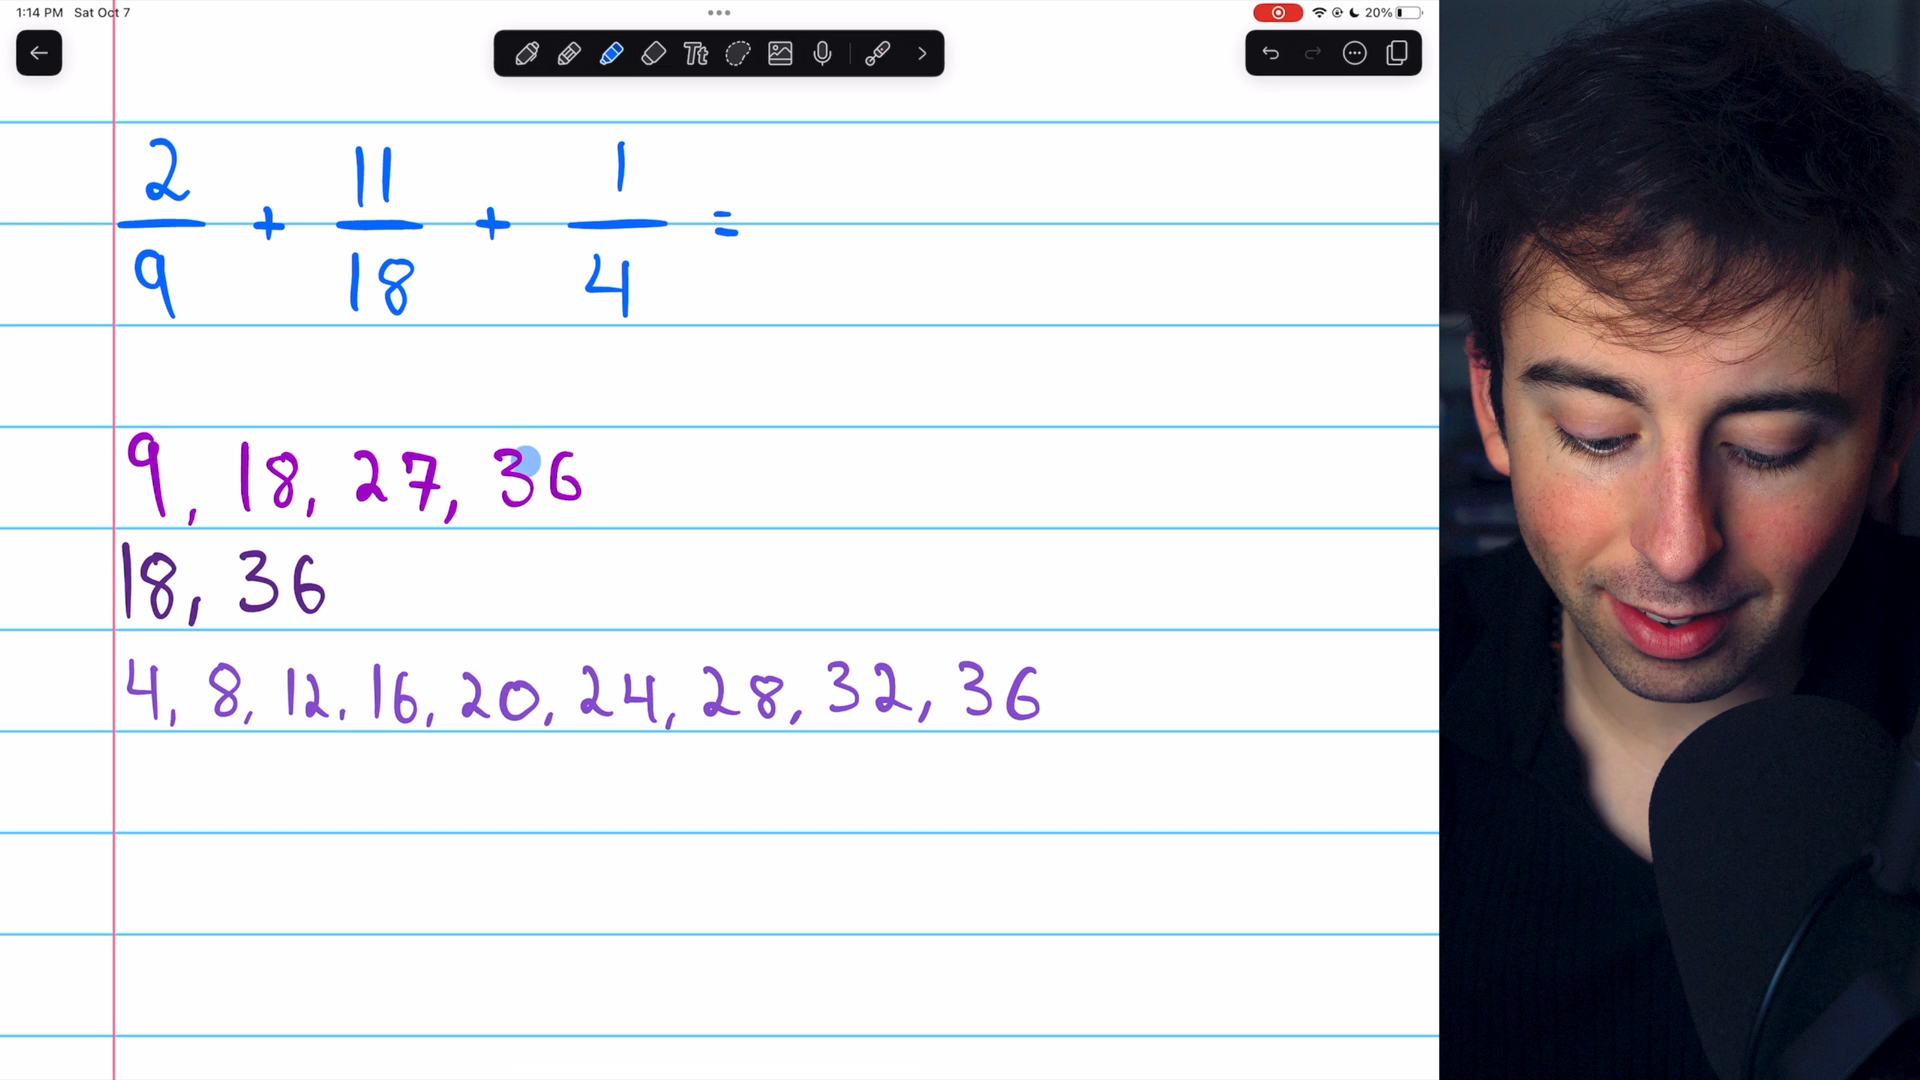 1:14 PM Sat Oct 7
20%
Tt
2/9 + 11/18 + 1/4 =
9, 18, 27, 36
18, 36
4, 8, 12, 16, 20, 24, 28, 32, 36